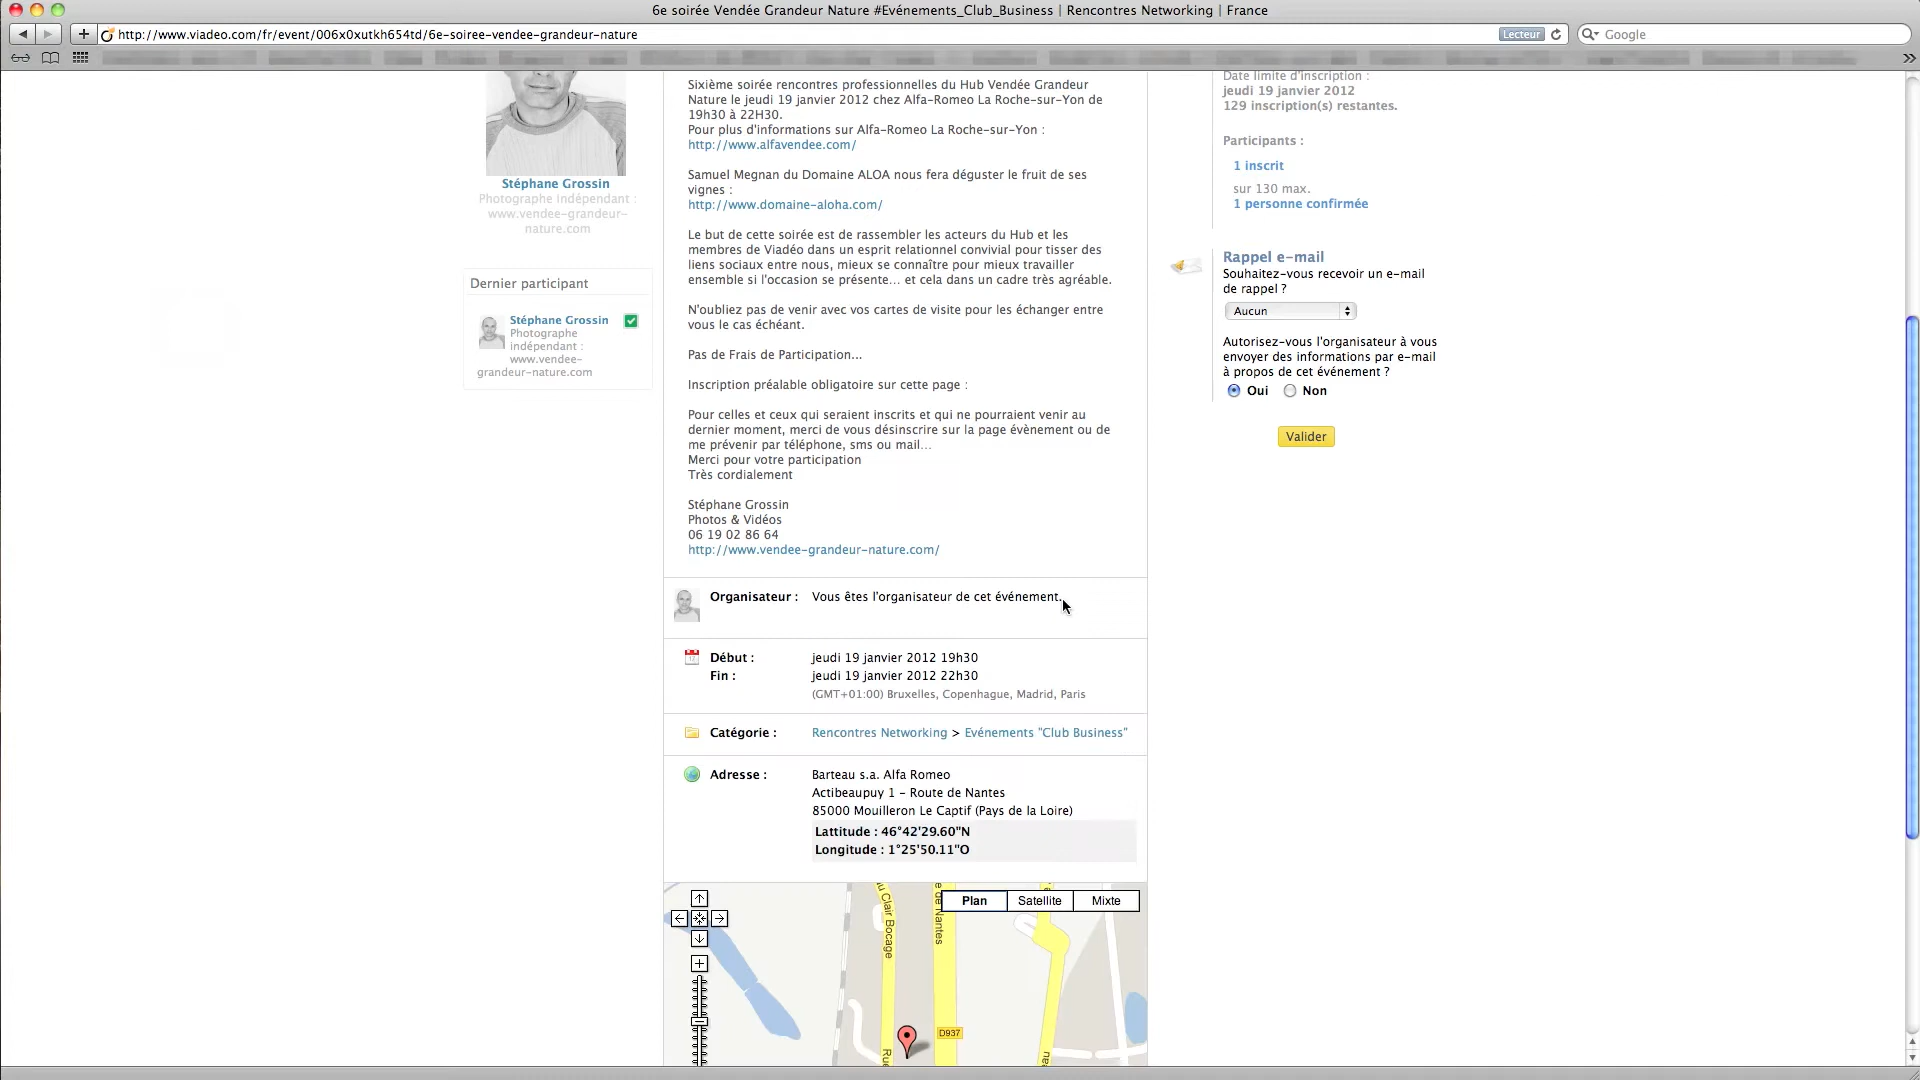 6e soirée Vendée Grandeur Nature #Evénements_Club_Business | Rencontres Networking | France
http://www.viadeo.com/fr/event/006x0xutkh654td/6e-soiree-vendee-grandeur-nature
Lecteur
Google
Stéphane Grossin
Photographe Indépendant :
www.vendee-grandeur-
nature.com
Dernier participant
Stéphane Grossin
Photographe
indépendant :
www.vendee-
grandeur-nature.com
Sixième soirée rencontres professionnelles du Hub Vendée Grandeur
Nature le jeudi 19 janvier 2012 chez Alfa-Romeo La Roche-sur-Yon de
19h30 à 22H30.
Pour plus d'informations sur Alfa-Romeo La Roche-sur-Yon :
http://www.alfavendee.com/
Samuel Megnan du Domaine ALOA nous fera déguster le fruit de ses
vignes :
http://www.domaine-aloha.com/
Le but de cette soirée est de rassembler les acteurs du Hub et les
membres de Viadéo dans un esprit relationnel convivial pour tisser des
liens sociaux entre nous, mieux se connaître pour mieux travailler
ensemble si l'occasion se présente... et cela dans un cadre très agréable.
N'oubliez pas de venir avec vos cartes de visite pour les échanger entre
vous le cas échéant.
Pas de Frais de Participation...
Inscription préalable obligatoire sur cette page :
Pour celles et ceux qui seraient inscrits et qui ne pourraient venir au
dernier moment, merci de vous désinscrire sur la page évènement ou de
me prévenir par téléphone, sms ou mail...
Merci pour votre participation
Très cordialement
Stéphane Grossin
Photos & Vidéos
06 19 02 86 64
http://www.vendee-grandeur-nature.com/
Organisateur : Vous êtes l'organisateur de cet événement.
Début : jeudi 19 janvier 2012 19h30
Fin : jeudi 19 janvier 2012 22h30
(GMT+01:00) Bruxelles, Copenhague, Madrid, Paris
Catégorie : Rencontres Networking > Evénements "Club Business"
Adresse : Barteau s.a. Alfa Romeo
Actibeaupuy 1 - Route de Nantes
85000 Mouilleron Le Captif (Pays de la Loire)
Lattitude : 46°42'29.60"N
Longitude : 1°25'50.11"O
Plan Satellite Mixte
u Clair Bocage
e de Nantes
D937
Rue
au
Date limite d'inscription :
jeudi 19 janvier 2012
129 inscription(s) restantes.
Participants :
1 inscrit
sur 130 max.
1 personne confirmée
Rappel e-mail
Souhaitez-vous recevoir un e-mail
de rappel ?
Aucun
Autorisez-vous l'organisateur à vous
envoyer des informations par e-mail
à propos de cet événement ?
Oui Non
Valider